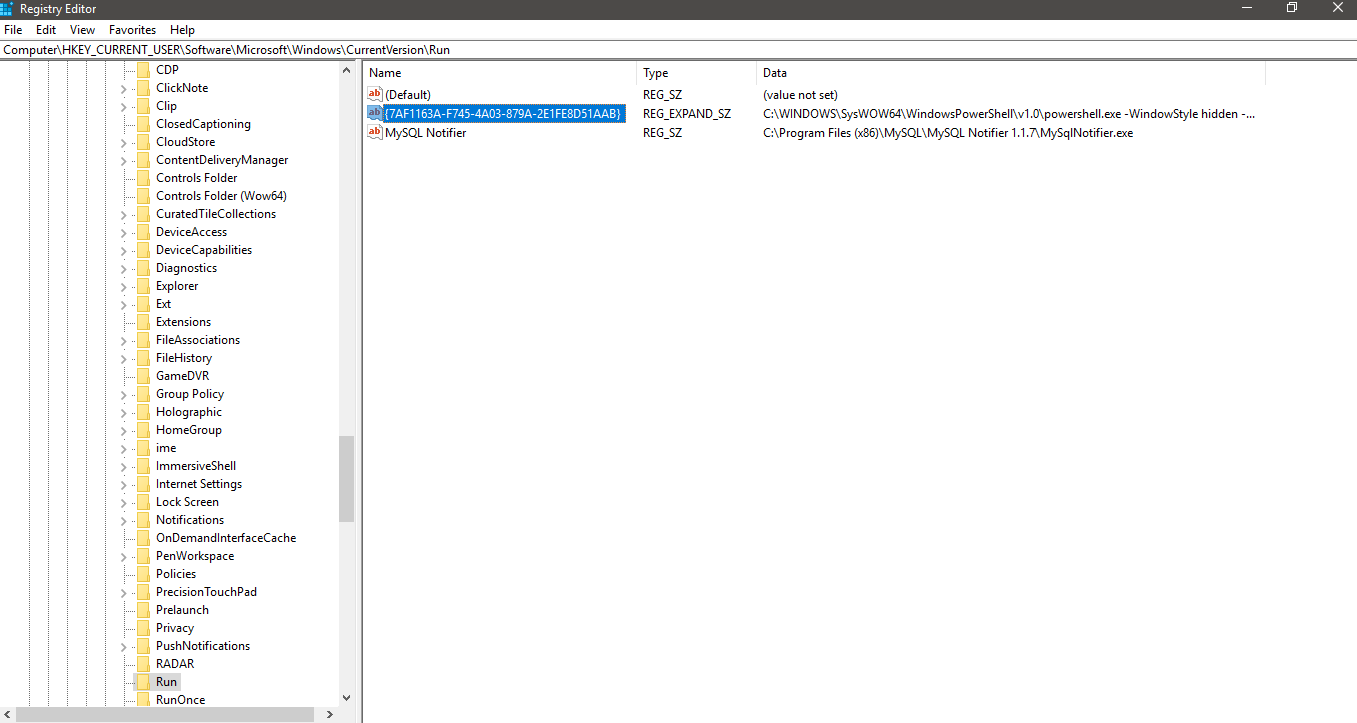 Registry Editor
File Edit View Favorites Help
Computer\HKEY_CURRENT_USER\Software\Microsoft\Windows\CurrentVersion\Run
CDP
ClickNote
Clip
ClosedCaptioning
CloudStore
ContentDeliveryManager
Controls Folder
Controls Folder (Wow64)
CuratedTileCollections
DeviceAccess
DeviceCapabilities
Diagnostics
Explorer
Ext
Extensions
FileAssociations
FileHistory
GameDVR
Group Policy
Holographic
HomeGroup
ime
ImmersiveShell
Internet Settings
Lock Screen
Notifications
OnDemandInterfaceCache
PenWorkspace
Policies
PrecisionTouchPad
Prelaunch
Privacy
PushNotifications
RADAR
Run
RunOnce
Name Type Data
ab (Default) REG_SZ (value not set)
ab {7AF1163A-F745-4A03-879A-2E1FE8D51AAB} REG_EXPAND_SZ C:\WINDOWS\SysWOW64\WindowsPowerShell\v1.0\powershell.exe -WindowStyle hidden -...
ab MySQL Notifier REG_SZ C:\Program Files (x86)\MySQL\MySQL Notifier 1.1.7\MySqlNotifier.exe